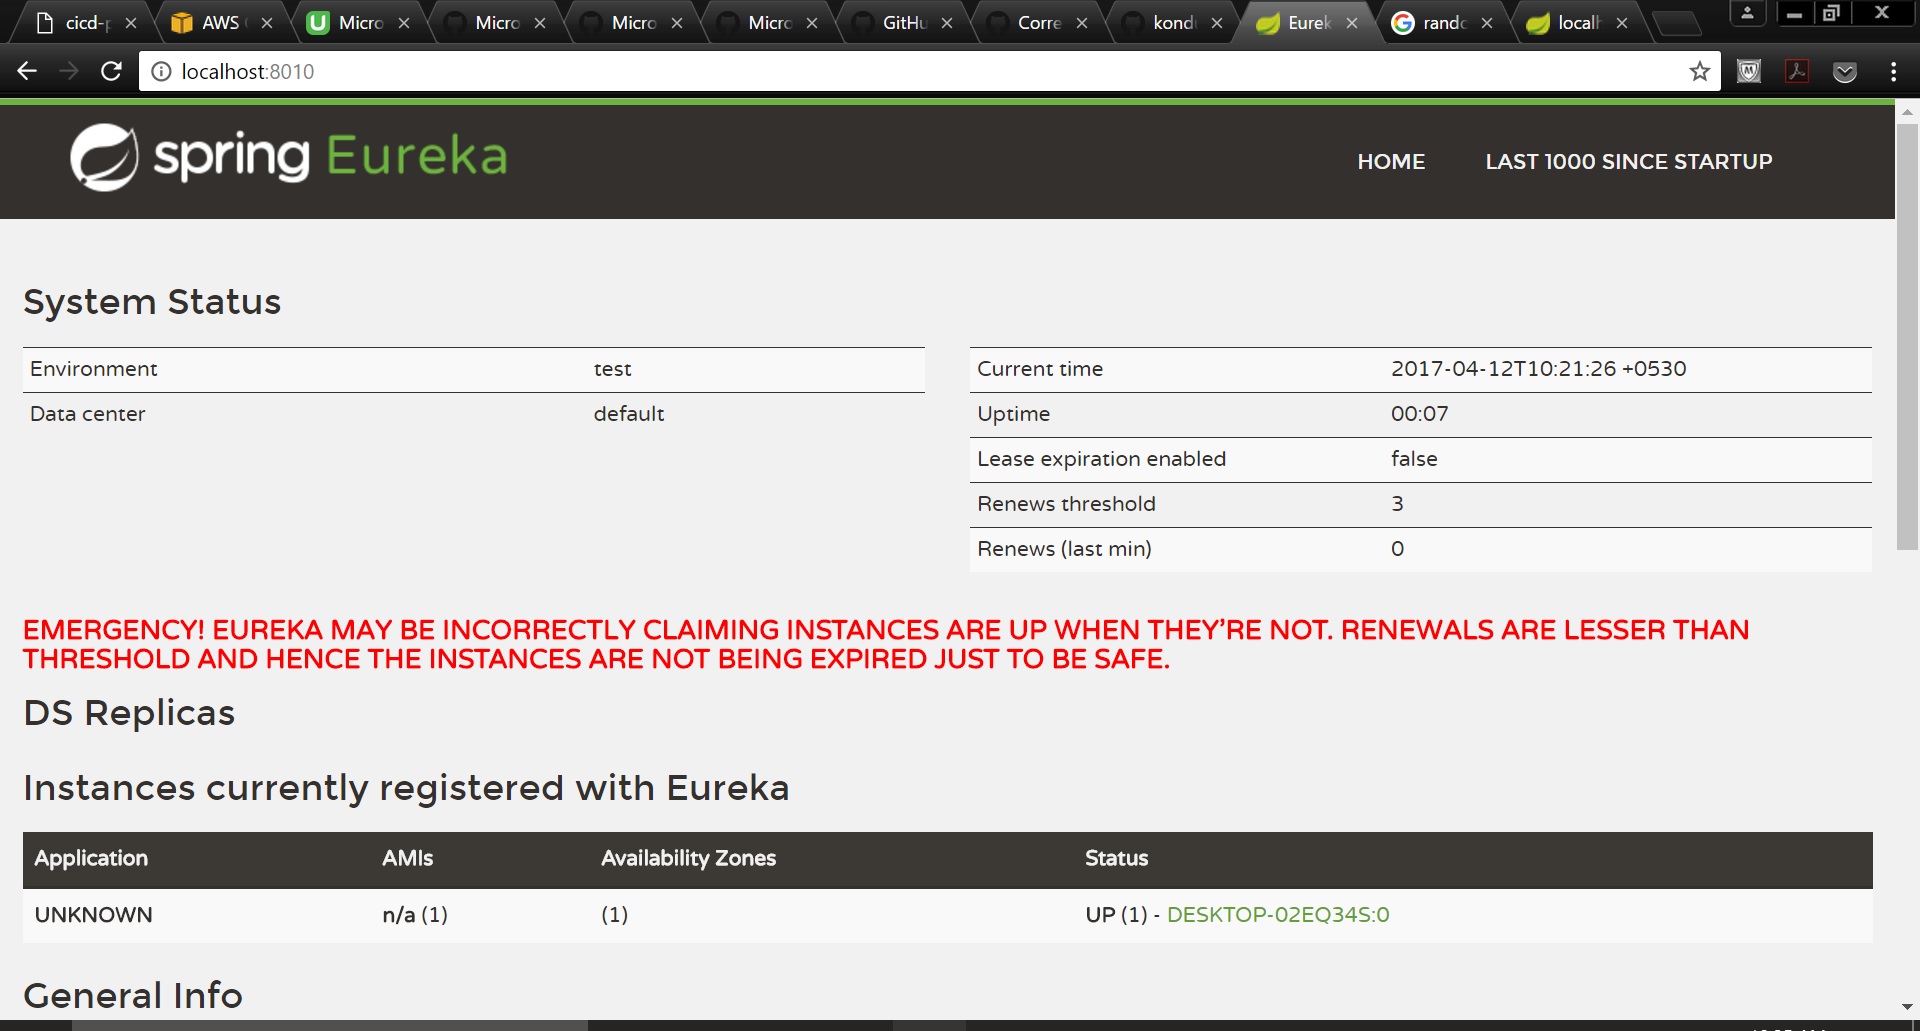 cicd-p
AWS
Micro
Micro
Micro
Micro
GitHu
Corre
kondu
Eurek
rando
localh
localhost:8010
spring Eureka
HOME
LAST 1000 SINCE STARTUP
System Status
Environment test
Data center default
Current time 2017-04-12T10:21:26 +0530
Uptime 00:07
Lease expiration enabled false
Renews threshold 3
Renews (last min) 0
EMERGENCY! EUREKA MAY BE INCORRECTLY CLAIMING INSTANCES ARE UP WHEN THEY'RE NOT. RENEWALS ARE LESSER THAN
THRESHOLD AND HENCE THE INSTANCES ARE NOT BEING EXPIRED JUST TO BE SAFE.
DS Replicas
Instances currently registered with Eureka
Application AMIs Availability Zones Status
UNKNOWN n/a (1) (1) UP (1) - DESKTOP-02EQ34S:0
General Info